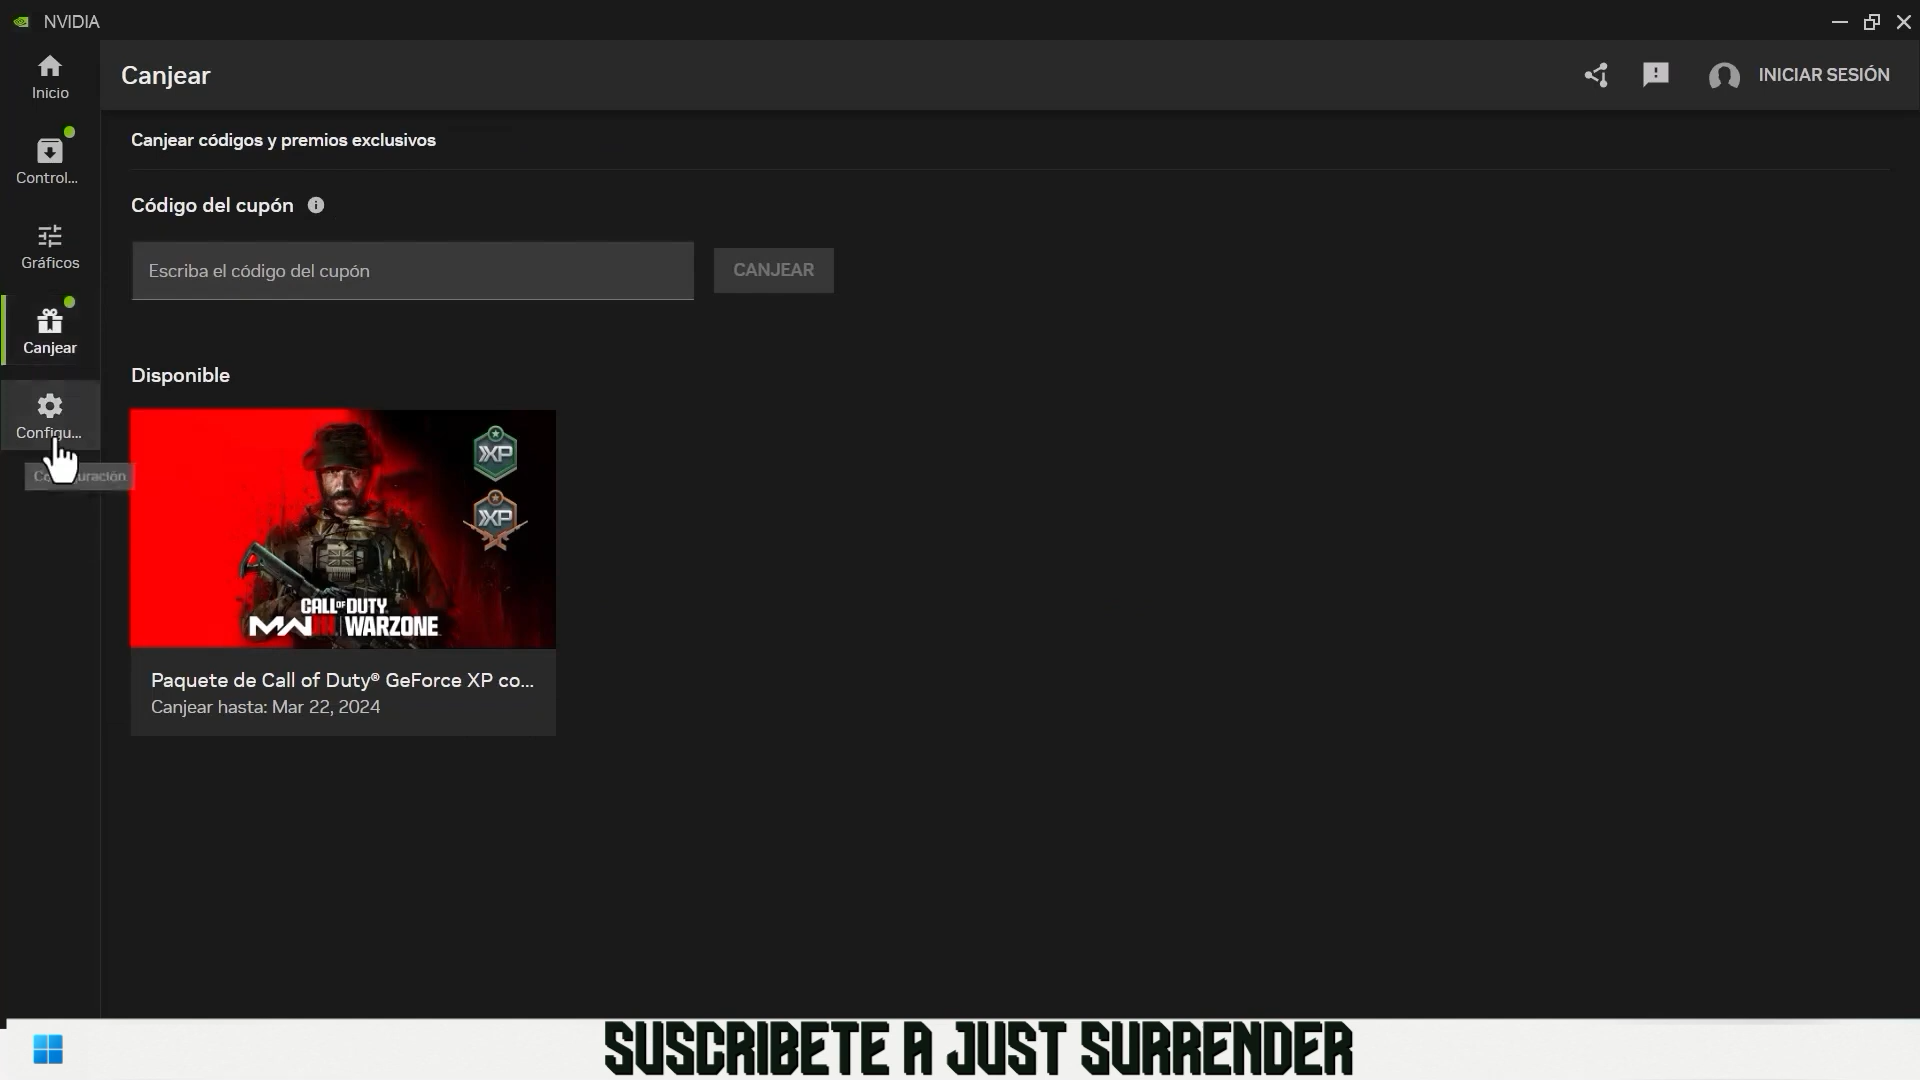 NVIDIA
Inicio
Control...
Gráficos
Canjear
Configu...
Canjear
INICIAR SESIÓN
Canjear códigos y premios exclusivos
Código del cupón
Escriba el código del cupón
CANJEAR
Disponible
XP
XP
CALL OF DUTY
MWIII | WARZONE
Paquete de Call of Duty® GeForce XP co...
Canjear hasta: Mar 22, 2024
SUSCRIBETE A JUST SURRENDER